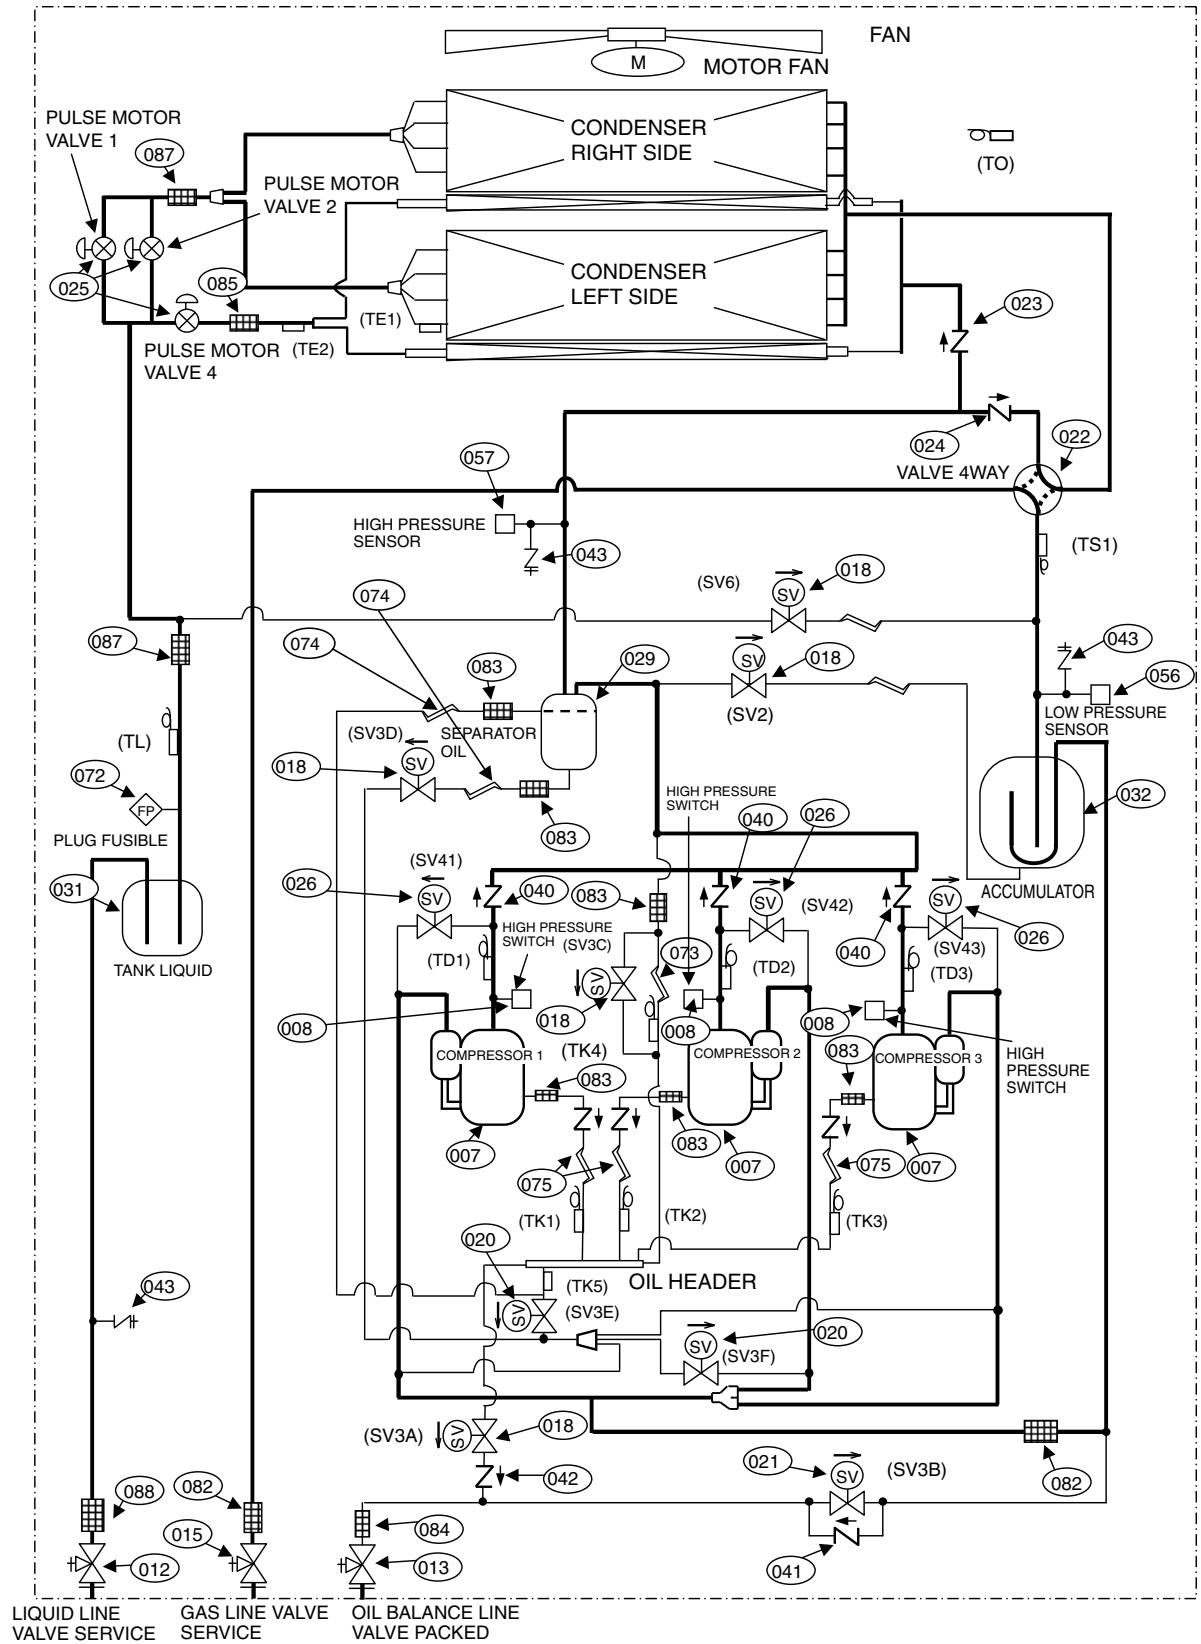 FAN
M
MOTOR FAN
PULSE MOTOR
VALVE 1
087
PULSE MOTOR
VALVE 2
CONDENSER
RIGHT SIDE
(TO)
CONDENSER
LEFT SIDE
025
085
(TE1)
(TE2)
PULSE MOTOR
VALVE 4
023
024
022
VALVE 4WAY
057
HIGH PRESSURE
SENSOR
043
(TS1)
(SV6)
SV
018
074
074
087
083
029
SV
018
(SV2)
043
056
LOW PRESSURE
SENSOR
(TL)
(SV3D)
SEPARATOR
OIL
SV
018
072
FP
PLUG FUSIBLE
083
HIGH PRESSURE
SWITCH
040
026
032
ACCUMULATOR
031
TANK LIQUID
(SV41)
026
SV
040
083
SV
(SV42)
SV
026
(SV43)
040
HIGH PRESSURE
SWITCH
(SV3C)
(TD1)
073
(TD2)
(TD3)
SV
018
008
008
008
COMPRESSOR 1
(TK4)
COMPRESSOR 2
COMPRESSOR 3
HIGH
PRESSURE
SWITCH
083
083
083
007
007
007
075
075
(TK1)
(TK2)
(TK3)
020
OIL HEADER
(TK5)
SV
(SV3E)
043
SV
020
(SV3F)
(SV3A)
SV
018
042
021
SV
(SV3B)
082
088
082
084
041
015
012
013
LIQUID LINE
VALVE SERVICE
GAS LINE VALVE
SERVICE
OIL BALANCE LINE
VALVE PACKED